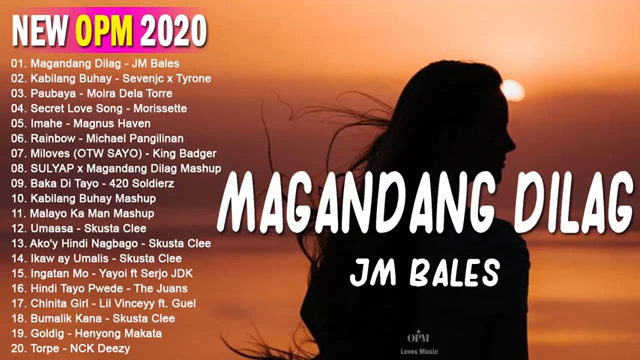 NEW OPM 2020
01. Magandang Dilag - JM Bales
02. Kabilang Buhay - Sevenjc x Tyrone
03. Paubaya - Moira Dela Torre
04. Secret Love Song - Morissette
05. Imahe - Magnus Haven
06. Rainbow - Michael Pangilinan
07. Miloves (OTW SAYO) - King Badger
08. SULYAP x Magandang Dilag Mashup
09. Baka Di Tayo - 420 Soldierz
10. Kabilang Buhay Mashup
11. Malayo Ka Man Mashup
12. Umaasa - Skusta Clee
13. Ako'y Hindi Nagbago - Skusta Clee
14. Ikaw ay Umalis - Skusta Clee
15. Ingatan Mo - Yayoi ft Serjo JDK
16. Hindi Tayo Pwede - The Juans
17. Chinita Girl - Lil Vinceyy ft. Guel
18. Bumalik Kana - Skusta Clee
19. Goldig - Henyong Makata
20. Torpe - NCK Deezy
MAGANDANG DILAG
JM BALES
OPM
Loves Music